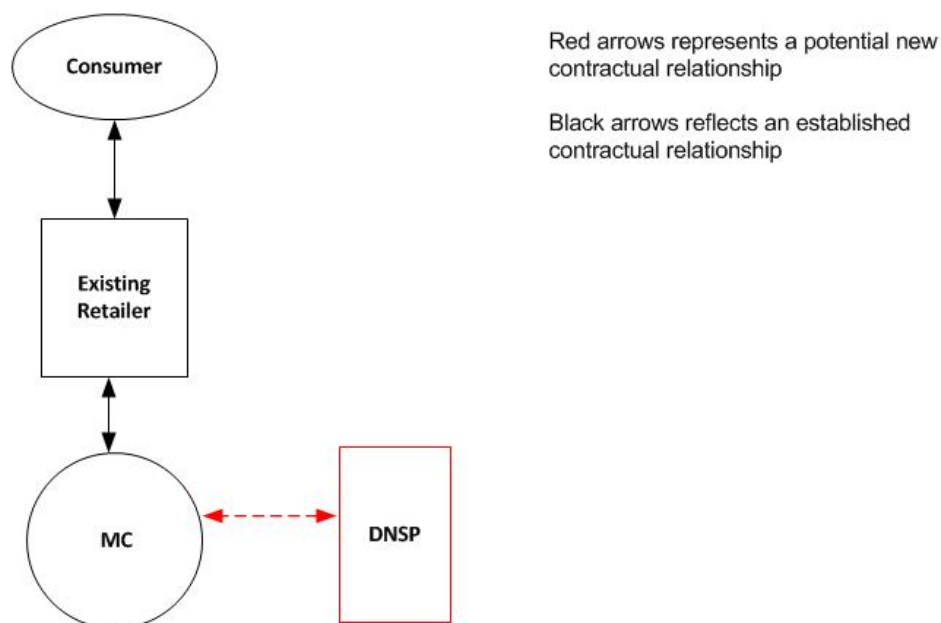 Consumer
Red arrows represents a potential new
contractual relationship
Black arrows reflects an established
contractual relationship
Existing
Retailer
MC
DNSP